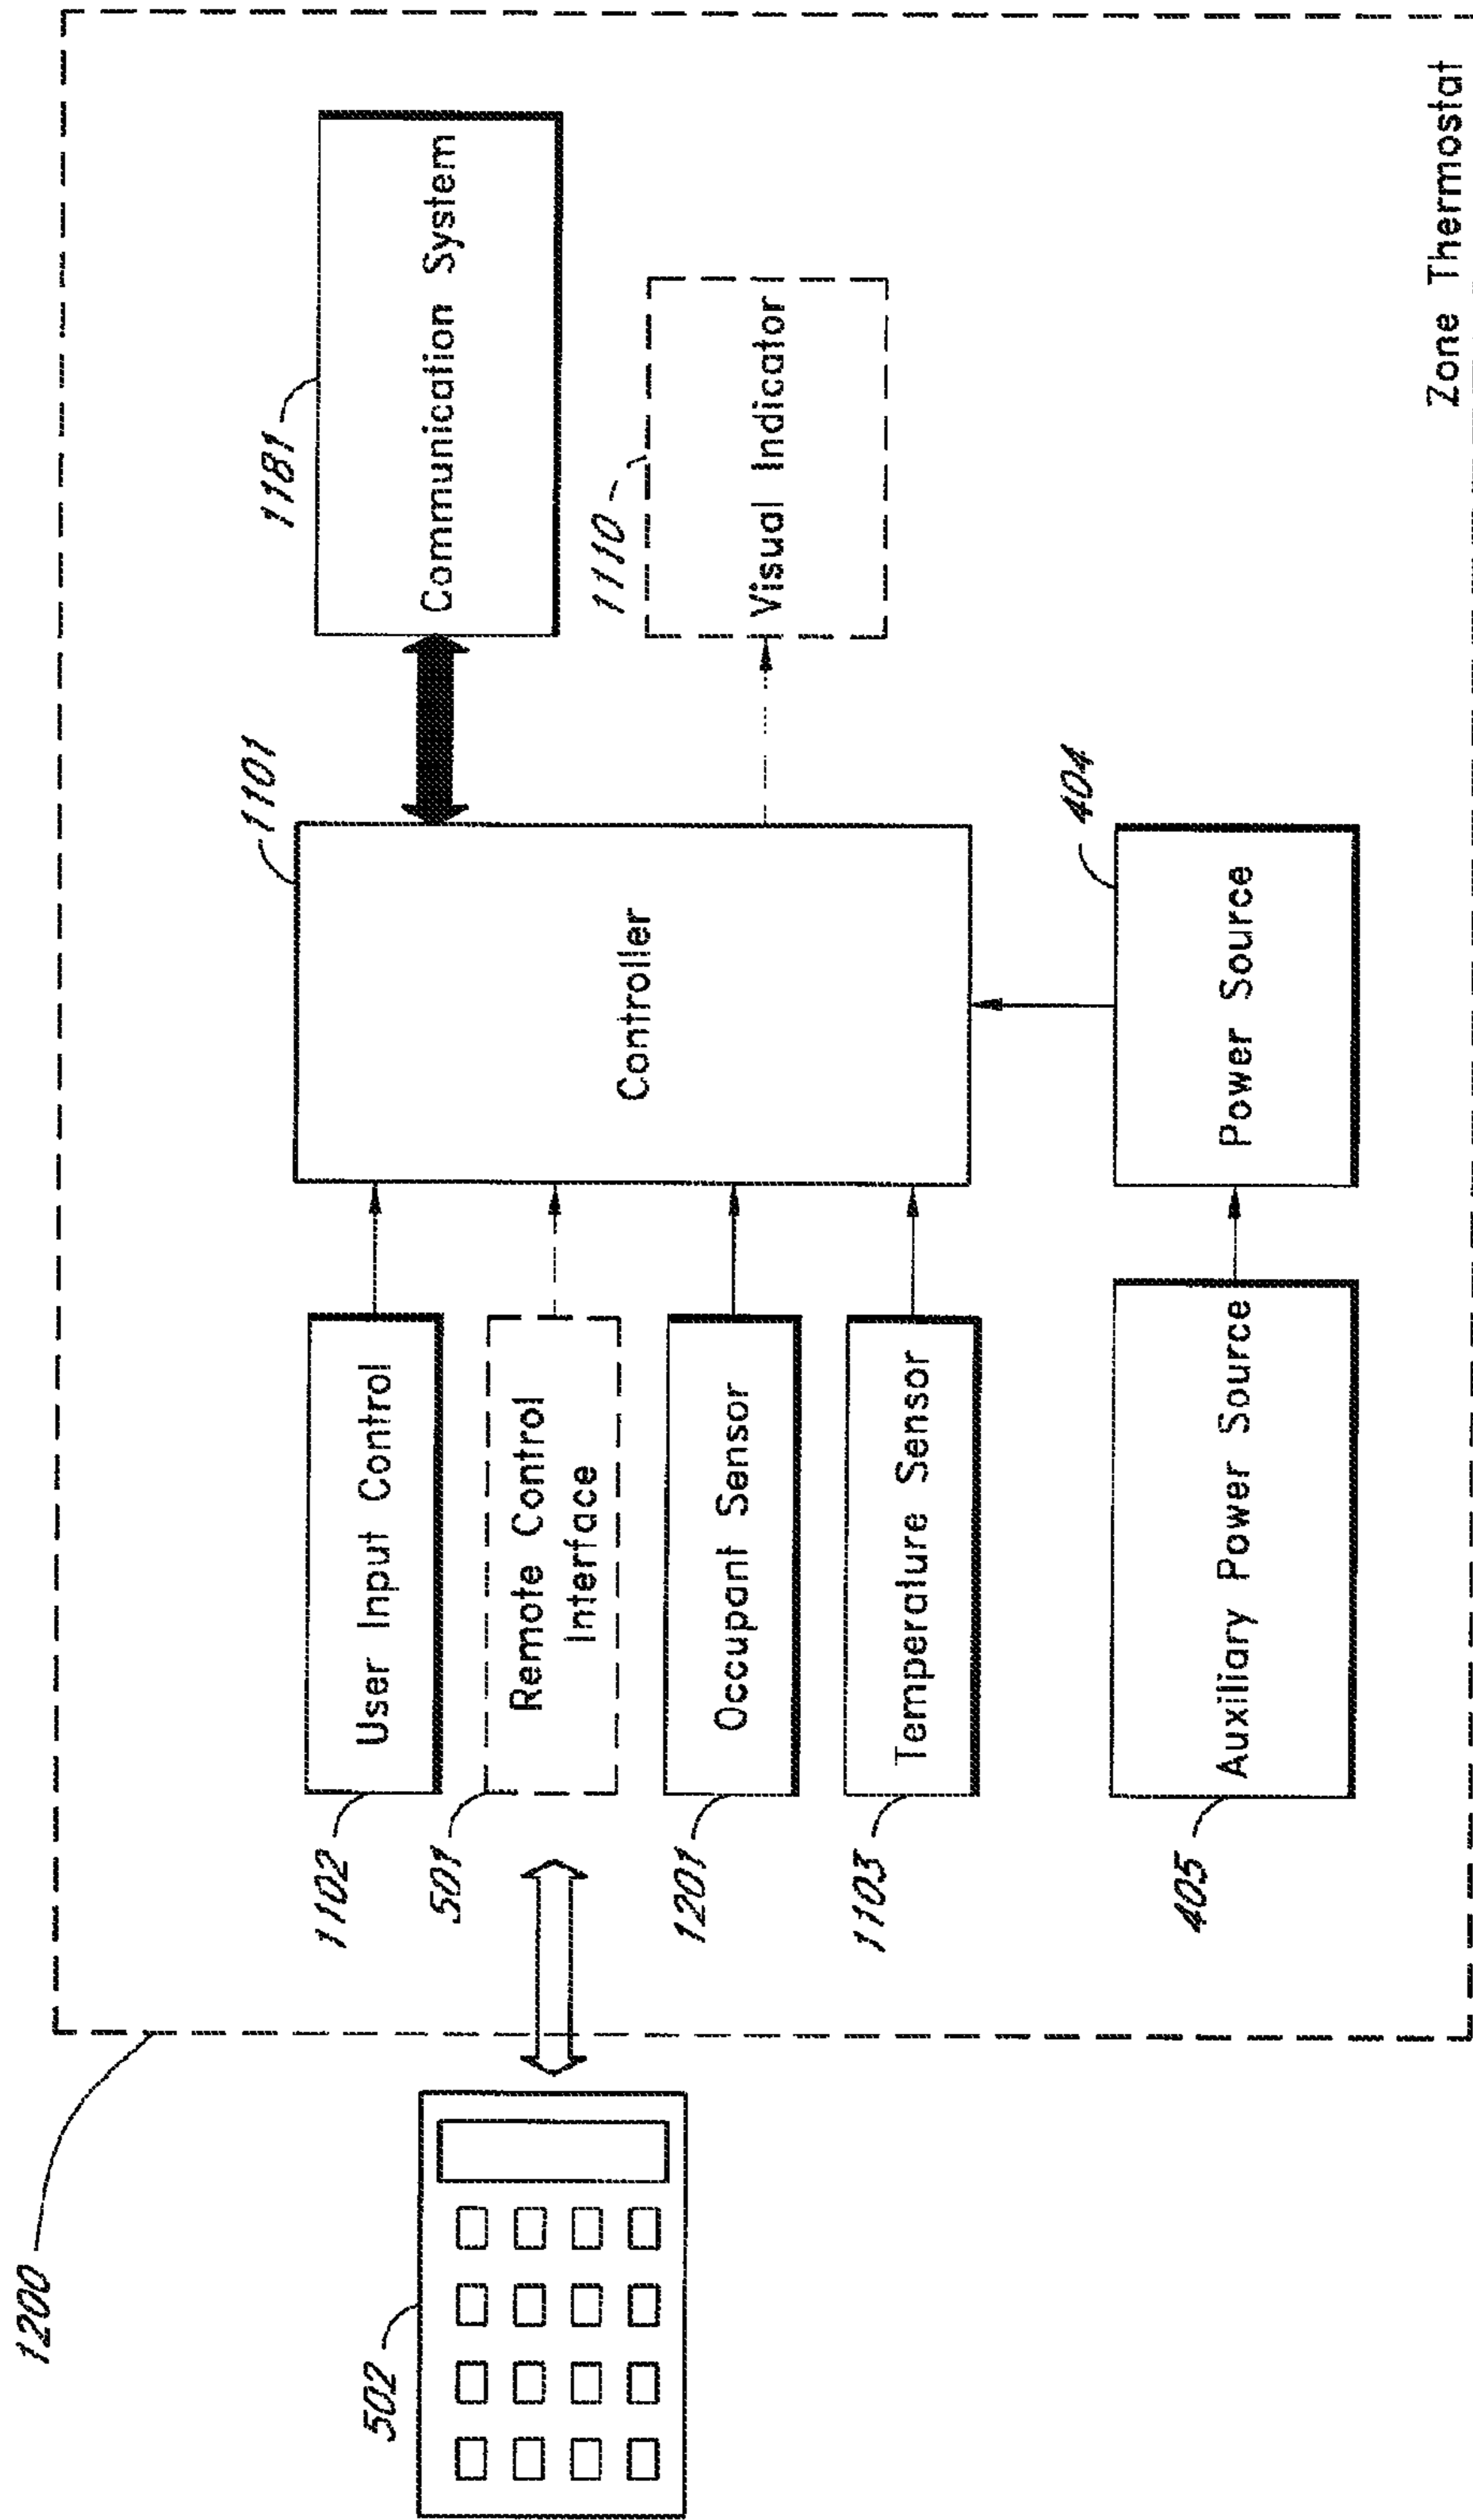 1200
502
1102
User Input Control
501
Remote Control
Interface
1201
Occupant Sensor
1103
Temperature Sensor
405
Auxiliary Power Source
1101
Controller
404
Power Source
1181
Communication System
1110
Visual Indicator
Zone Thermostat